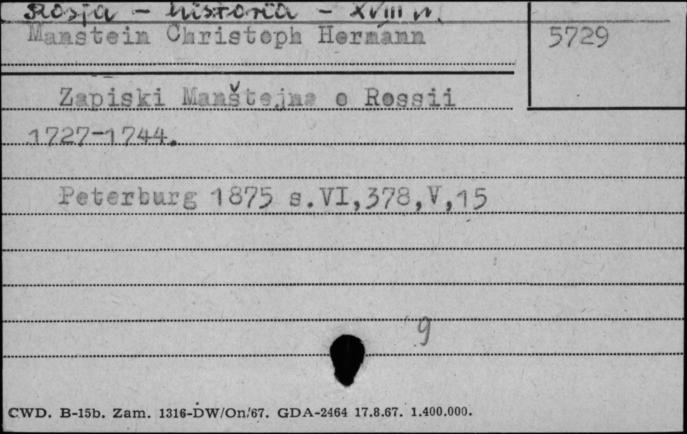 Rosja - historia - XVIII w.
Manstein Christoph Hermann
5729
Zapiski Manštejna o Rossii
1727-1744.
Peterburg 1875 s.VI,378,V,15
9
CWD. B-15b. Zam. 1316-DW/On/67. GDA-2464 17.8.67. 1.400.000.